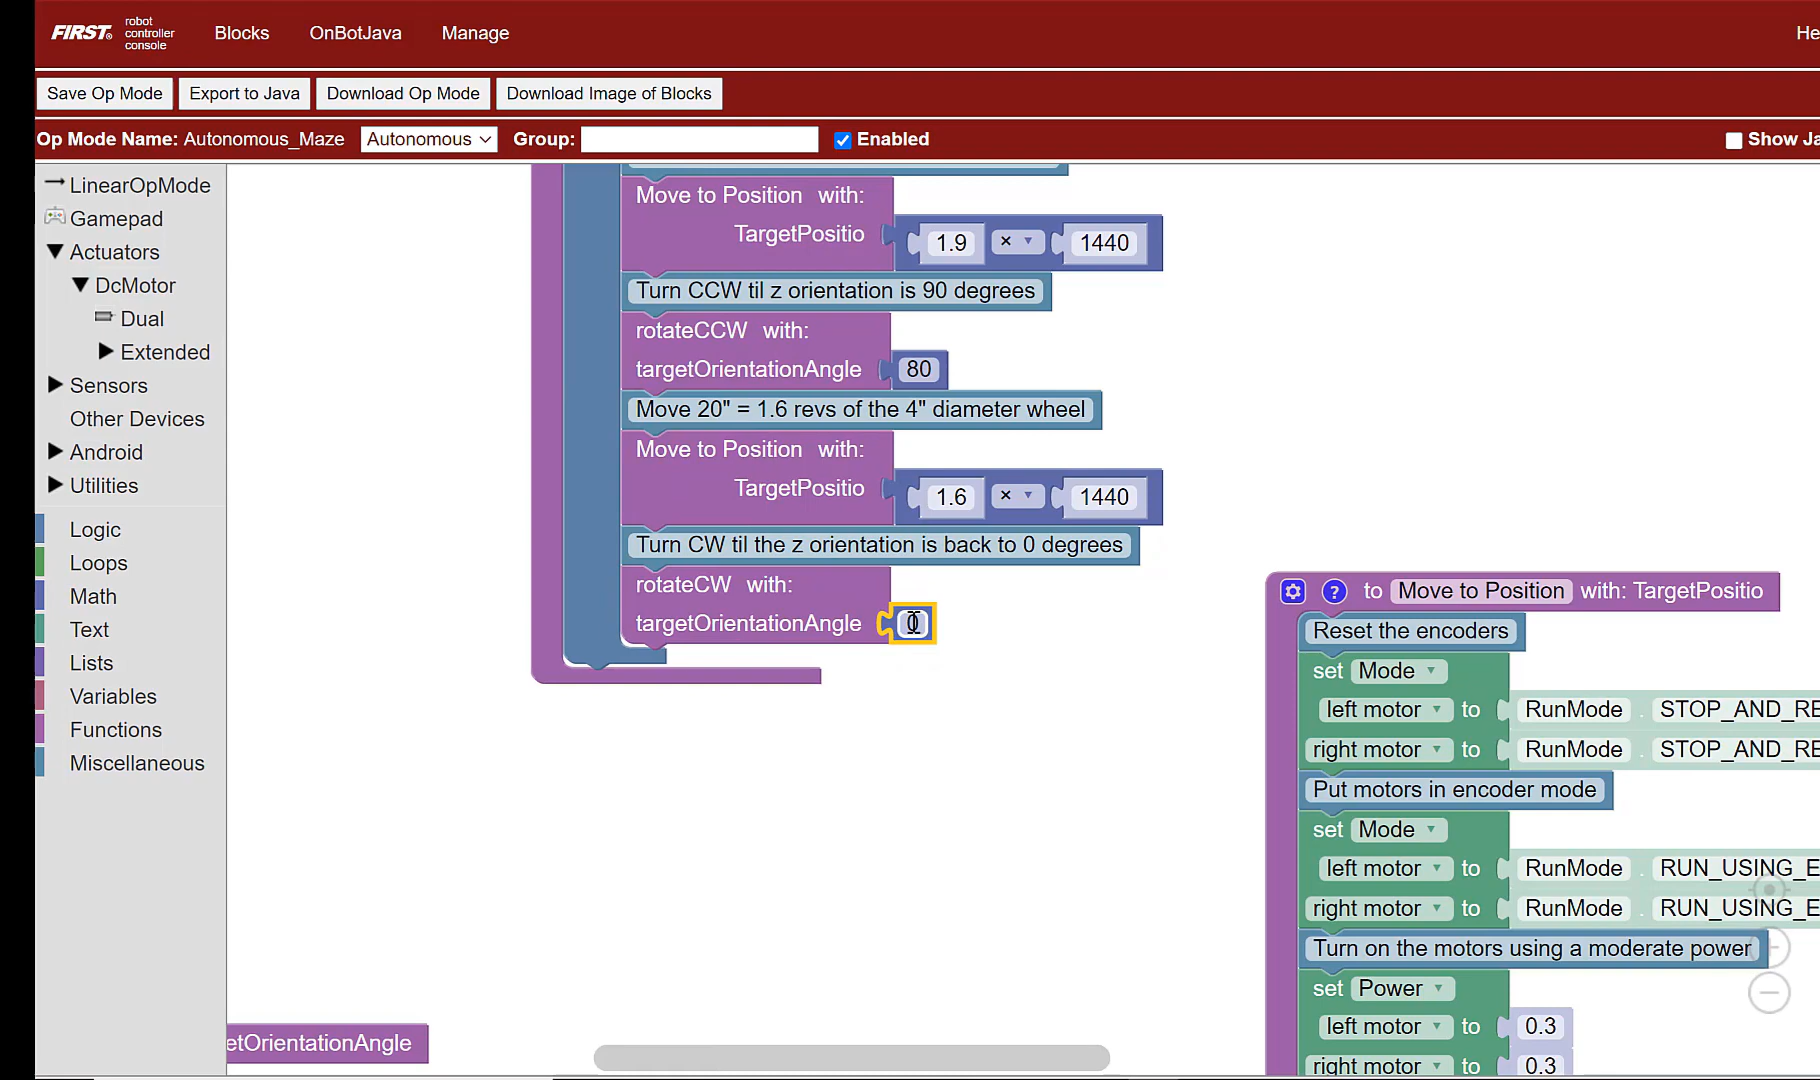 FIRST® robot controller console Blocks OnBotJava Manage
Save Op Mode Export to Java Download Op Mode Download Image of Blocks
Op Mode Name: Autonomous_Maze Autonomous Group: Enabled Show
LinearOpMode
Gamepad
Actuators
DcMotor
Dual
Extended
Sensors
Other Devices
Android
Utilities
Logic
Loops
Math
Text
Lists
Variables
Functions
Miscellaneous
Move to Position with:
TargetPositio 1.9 × 1440
Turn CCW til z orientation is 90 degrees
rotateCCW with:
targetOrientationAngle 80
Move 20" = 1.6 revs of the 4" diameter wheel
Move to Position with:
TargetPositio 1.6 × 1440
Turn CW til the z orientation is back to 0 degrees
rotateCW with:
targetOrientationAngle 0
etOrientationAngle
? to Move to Position with: TargetPositio
Reset the encoders
set Mode
left motor to RunMode . STOP_AND_RE
right motor to RunMode . STOP_AND_RE
Put motors in encoder mode
set Mode
left motor to RunMode . RUN_USING_E
right motor to RunMode . RUN_USING_E
Turn on the motors using a moderate power
set Power
left motor to 0.3
right motor to 0.3